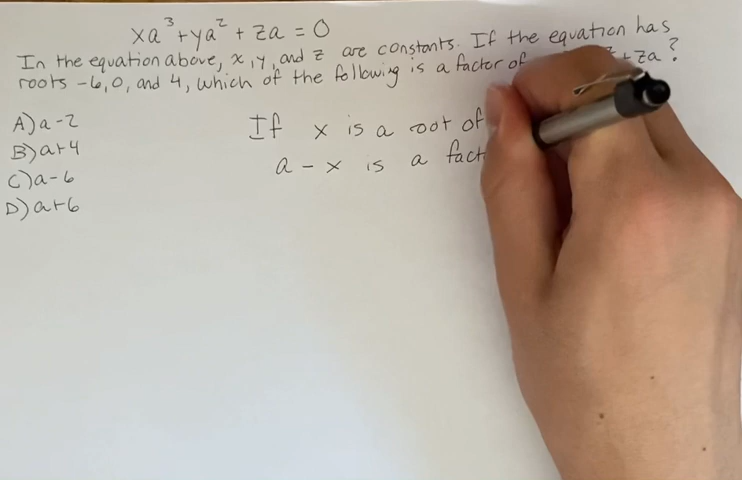 xa³+ya²+za=0
In the equation above, x, y, and z are constants. If the equation has
roots -6, 0, and 4, which of the following is a factor of +za?
A) a-2
B) a+4
C) a-6
D) a+6
If x is a root of
a-x is a fact